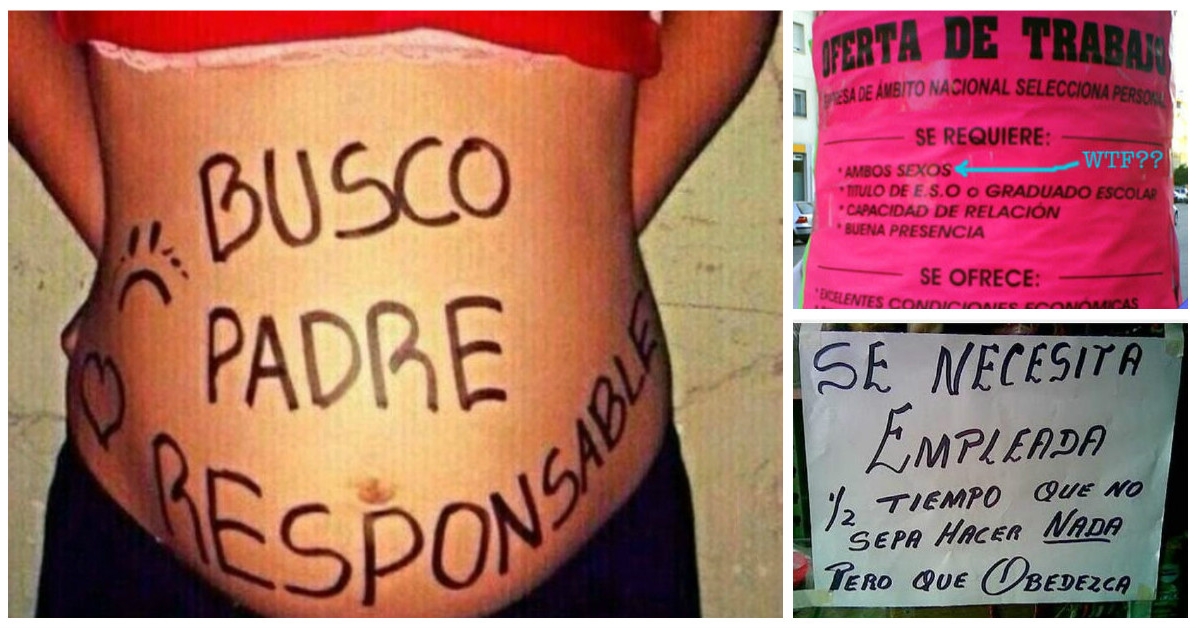 BUSCO
PADRE
RESPONSABLE
OFERTA DE TRABAJO
DE ÁMBITO NACIONAL SELECCIONA PERSONAL
SE REQUIERE:
* AMBOS SEXOS
WTF??
* TITULO DE E.S.O o GRADUADO ESCOLAR
* CAPACIDAD DE RELACIÓN
* BUENA PRESENCIA
SE OFRECE:
* EXCELENTES CONDICIONES ECONÓMICAS
SE NECESITA
EMPLEADA
1/2 TIEMPO QUE NO
SEPA HACER NADA
PERO QUE OBEDEZCA